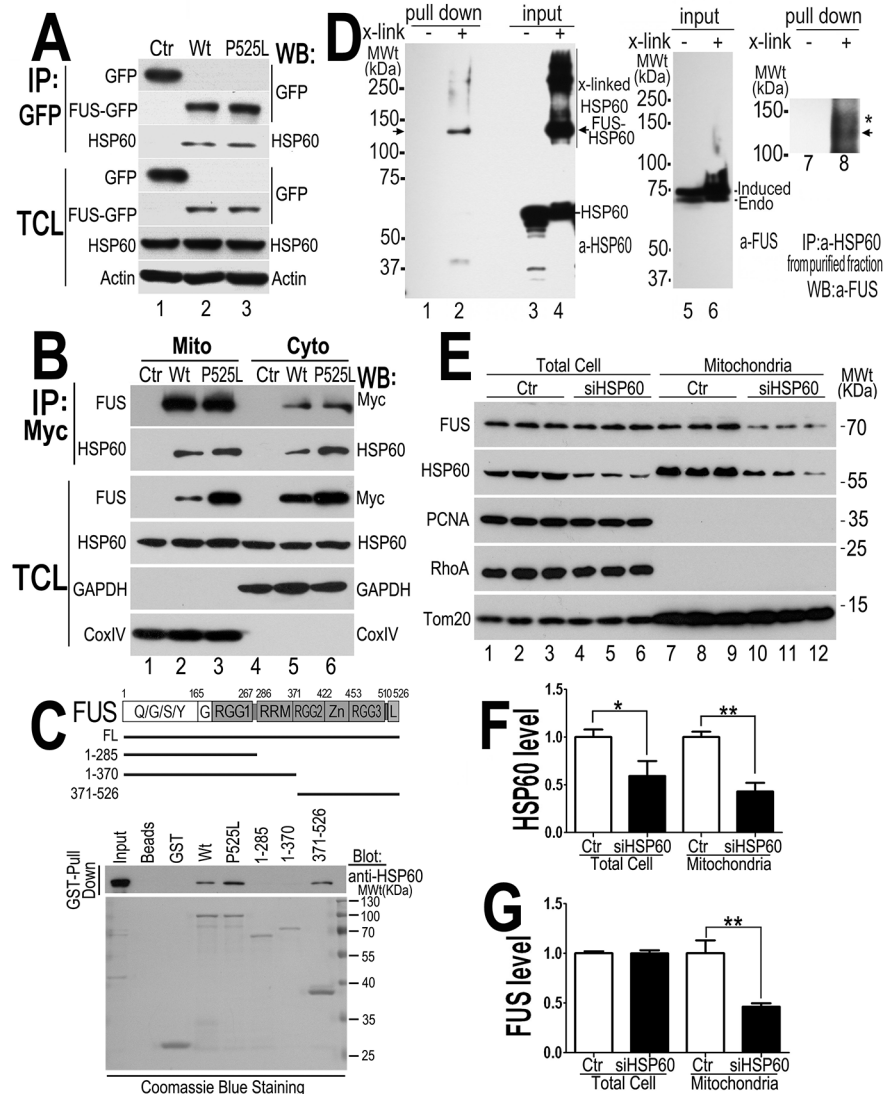 A
Ctr Wt P525L WB:
IP:
GFP
GFP
FUS-GFP
GFP
HSP60
HSP60
TCL
GFP
FUS-GFP
GFP
HSP60
HSP60
Actin
Actin
1 2 3
B
Mito Cyto
Ctr Wt P525L Ctr Wt P525L WB:
IP:
Myc
FUS
Myc
HSP60
HSP60
TCL
FUS
Myc
HSP60
HSP60
GAPDH
GAPDH
CoxIV
CoxIV
1 2 3 4 5 6
C
1 165 267 286 371 422 453 510 526
FUS Q/G/S/Y G RGG1 RRM RGG2 Zn RGG3 L
FL
1-285
1-370
371-526
Input Beads GST Wt P525L 1-285 1-370 371-526
Blot:
GST-Pull
Down
anti-HSP60
MWt(KDa)
130
100
70
55
40
35
25
Coomassie Blue Staining
D
pull down input
x-link - + - +
MWt
(kDa)
250
150
100
75
50
37
x-linked
HSP60
FUS-
HSP60
HSP60
a-HSP60
1 2 3 4
input
x-link - +
MWt
(kDa)
250
150
100
75
50
37
Induced
Endo
a-FUS
5 6
pull down
x-link - +
MWt
(kDa)
150
*
100
7 8
IP:a-HSP60
from purified fraction
WB:a-FUS
E
Total Cell Mitochondria
Ctr siHSP60 Ctr siHSP60
MWt
(KDa)
FUS
-70
HSP60
-55
PCNA
-35
-25
RhoA
-15
Tom20
1 2 3 4 5 6 7 8 9 10 11 12
F
HSP60 level
1.5
1.0
0.5
0.0
* **
Ctr siHSP60 Ctr siHSP60
Total Cell Mitochondria
G
FUS level
1.5
1.0
0.5
0.0
**
Ctr siHSP60 Ctr siHSP60
Total Cell Mitochondria